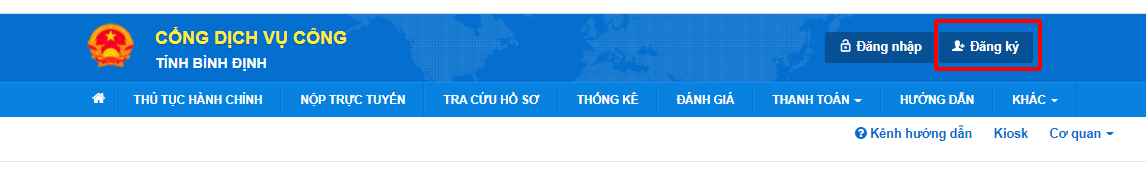 CỔNG DỊCH VỤ CÔNG
TỈNH BÌNH ĐỊNH
Đăng nhập Đăng ký
THỦ TỤC HÀNH CHÍNH NỘP TRỰC TUYẾN TRA CỨU HỒ SƠ THỐNG KÊ ĐÁNH GIÁ THANH TOÁN HƯỚNG DẪN KHÁC
Kênh hướng dẫn Kiosk Cơ quan